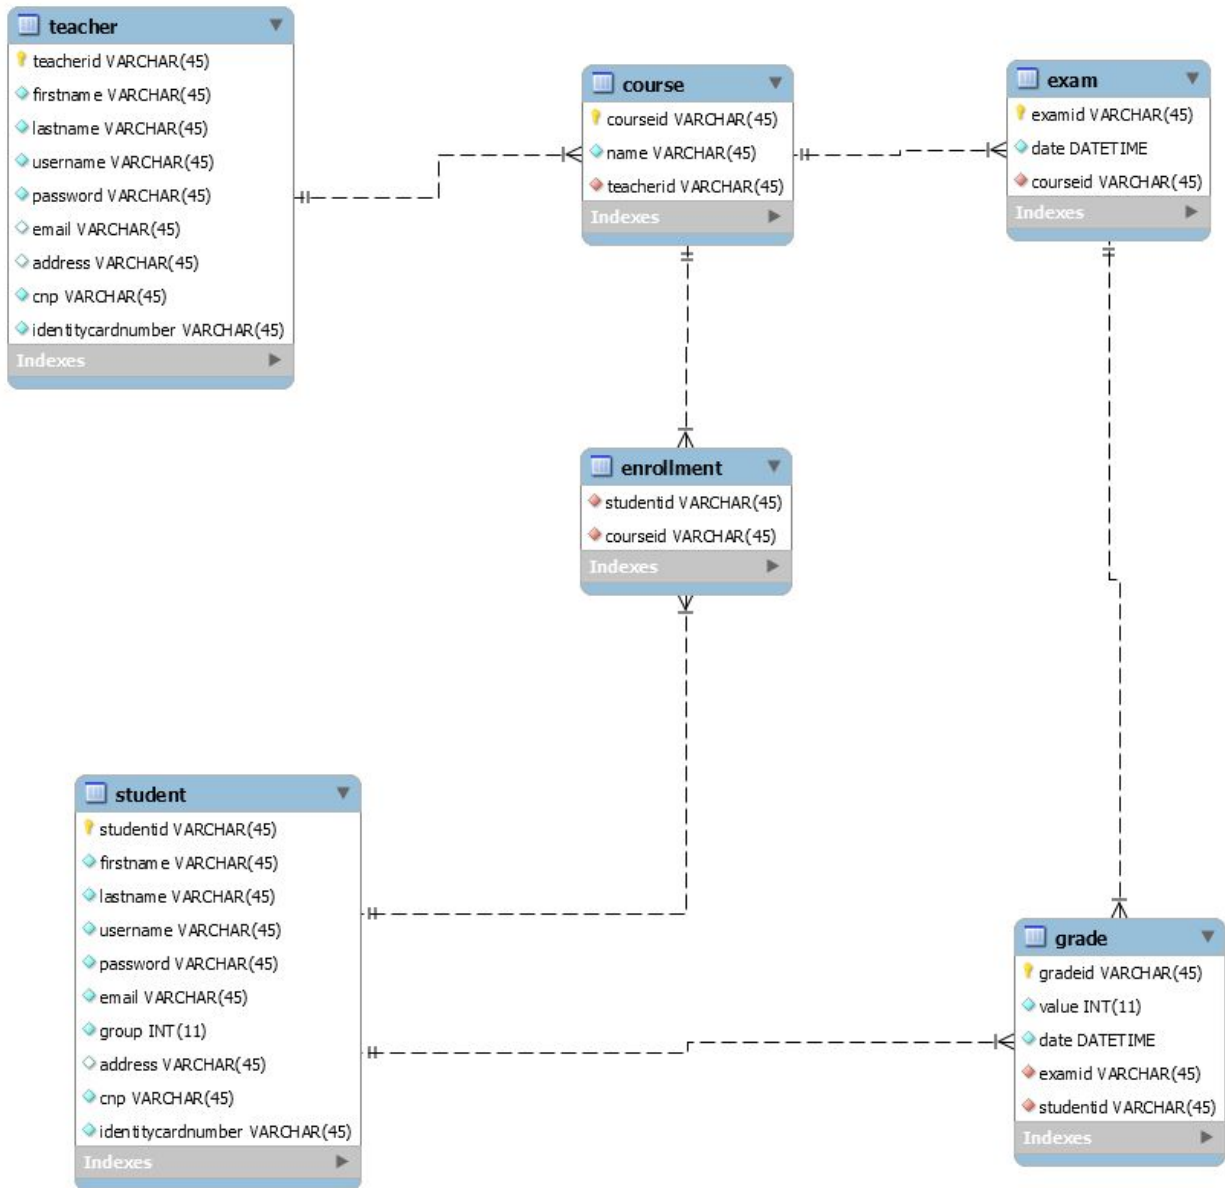 teacher
teacherid VARCHAR(45)
firstname VARCHAR(45)
lastname VARCHAR(45)
username VARCHAR(45)
password VARCHAR(45)
email VARCHAR(45)
address VARCHAR(45)
cnp VARCHAR(45)
identitycardnumber VARCHAR(45)
Indexes
course
courseid VARCHAR(45)
name VARCHAR(45)
teacherid VARCHAR(45)
Indexes
exam
examid VARCHAR(45)
date DATETIME
courseid VARCHAR(45)
Indexes
enrollment
studentid VARCHAR(45)
courseid VARCHAR(45)
Indexes
student
studentid VARCHAR(45)
firstname VARCHAR(45)
lastname VARCHAR(45)
username VARCHAR(45)
password VARCHAR(45)
email VARCHAR(45)
group INT(11)
address VARCHAR(45)
cnp VARCHAR(45)
identitycardnumber VARCHAR(45)
Indexes
grade
gradeid VARCHAR(45)
value INT(11)
date DATETIME
examid VARCHAR(45)
studentid VARCHAR(45)
Indexes